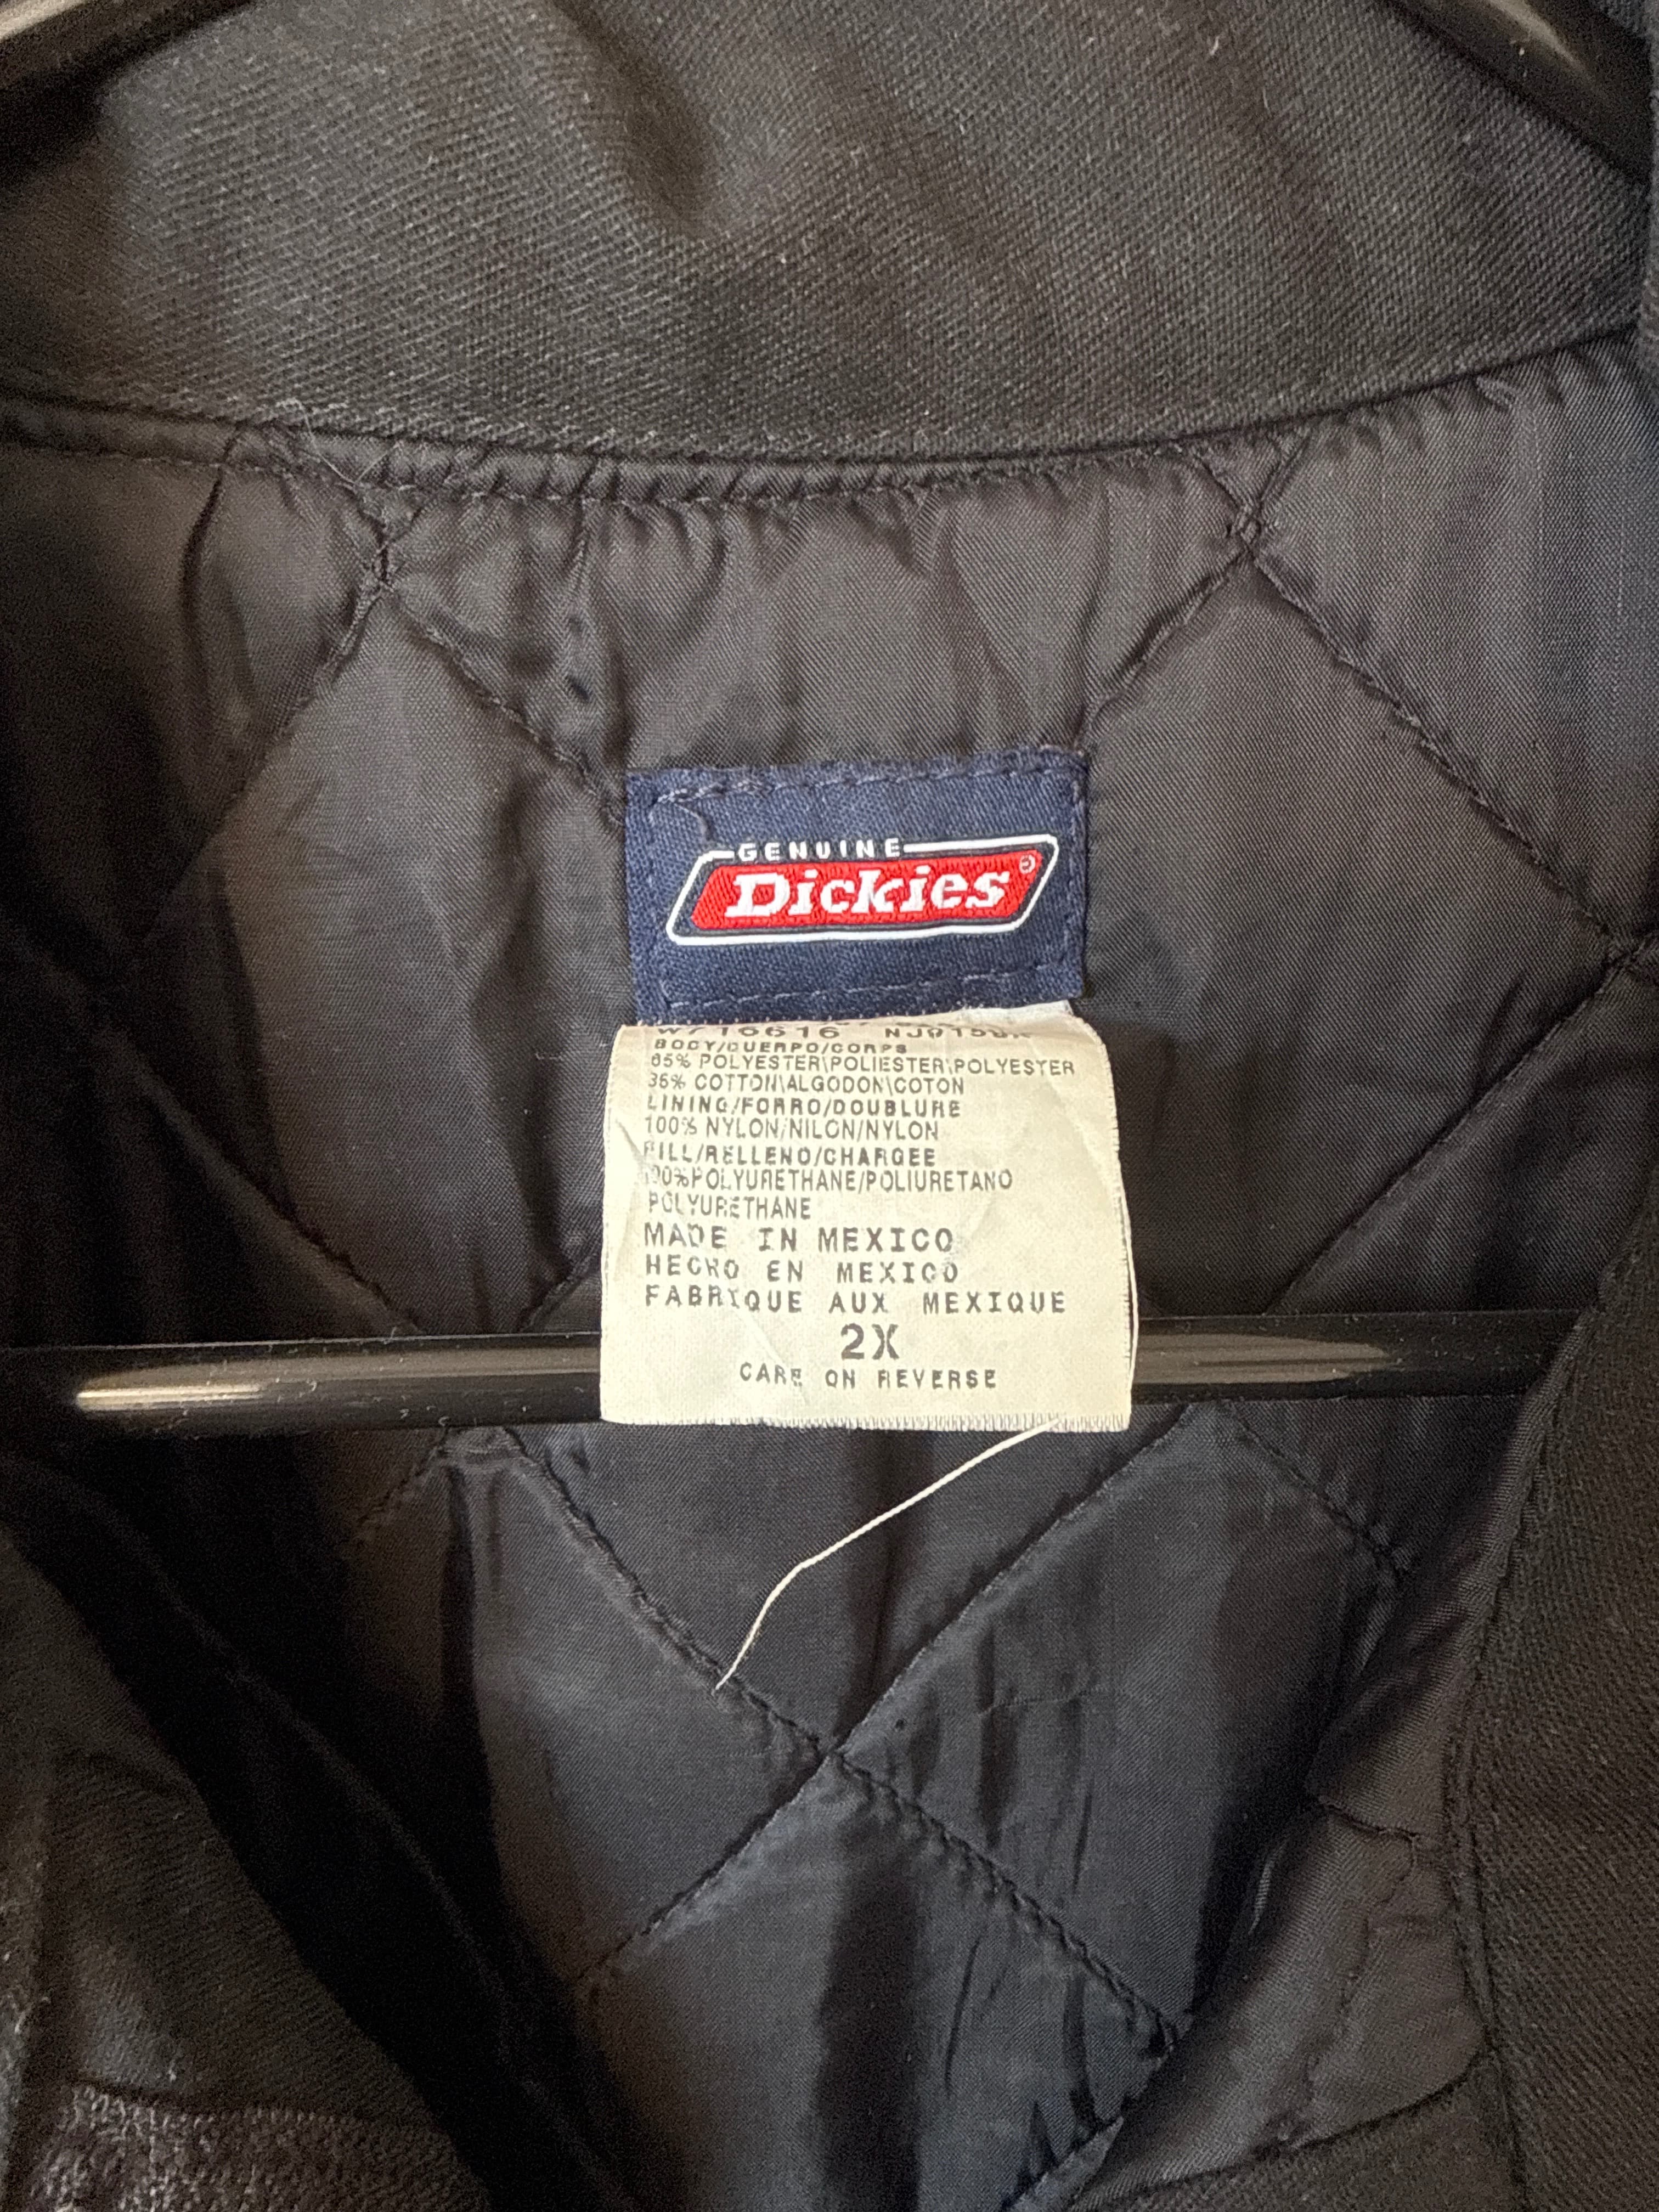 GENUINE
Dickies®
BODY/CUERPO/CORPS
65% POLYESTER\POLIESTER\POLYESTER
35% COTTON\ALGODON\COTON
LINING/FORRO/DOUBLURE
100% NYLON/NILON/NYLON
FILL/RELLENO/CHARGEE
100%POLYURETHANE/POLIURETANO
POLYURETHANE
MADE IN MEXICO
HECHO EN MEXICO
FABRIQUE AUX MEXIQUE
2X
CARE ON REVERSE